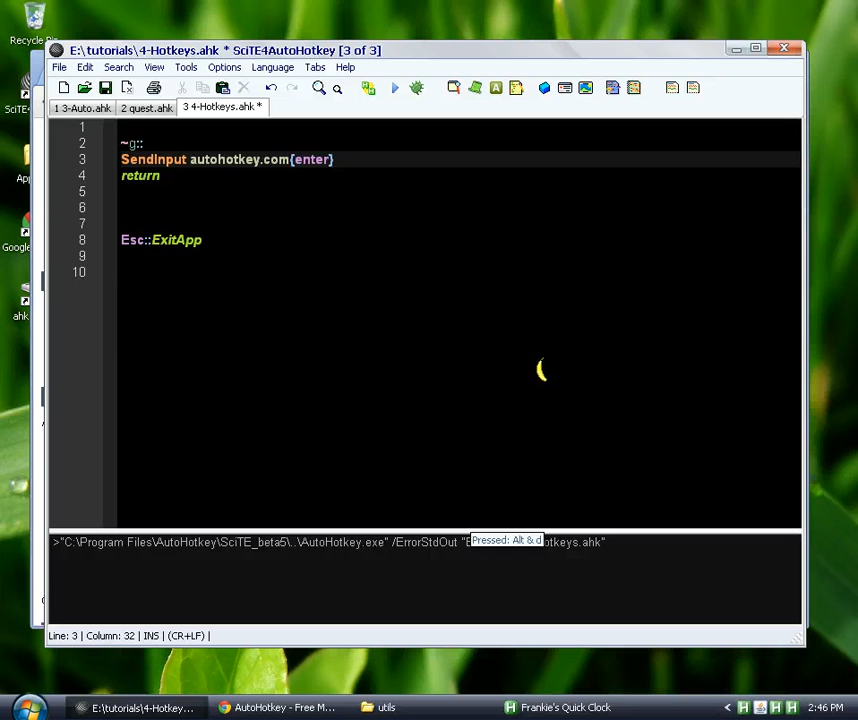 Recycle Bin
E:\tutorials\4-Hotkeys.ahk * SciTE4AutoHotkey [3 of 3]
File Edit Search View Tools Options Language Tabs Help
1 3-Auto.ahk 2 quest.ahk 3 4-Hotkeys.ahk *
1
2 ~g::
3 SendInput autohotkey.com{enter}
4 return
5
6
7
8 Esc::ExitApp
9
10
SciT
App
Google
ahk
>"C:\Program Files\AutoHotkey\SciTE_beta5\..\AutoHotkey.exe" /ErrorStdOut "E otkeys.ahk"
Pressed: Alt & d
Line: 3 | Column: 32 | INS | (CR+LF) |
E:\tutorials\4-Hotkey... AutoHotkey - Free M... utils Frankie's Quick Clock < 2:46 PM